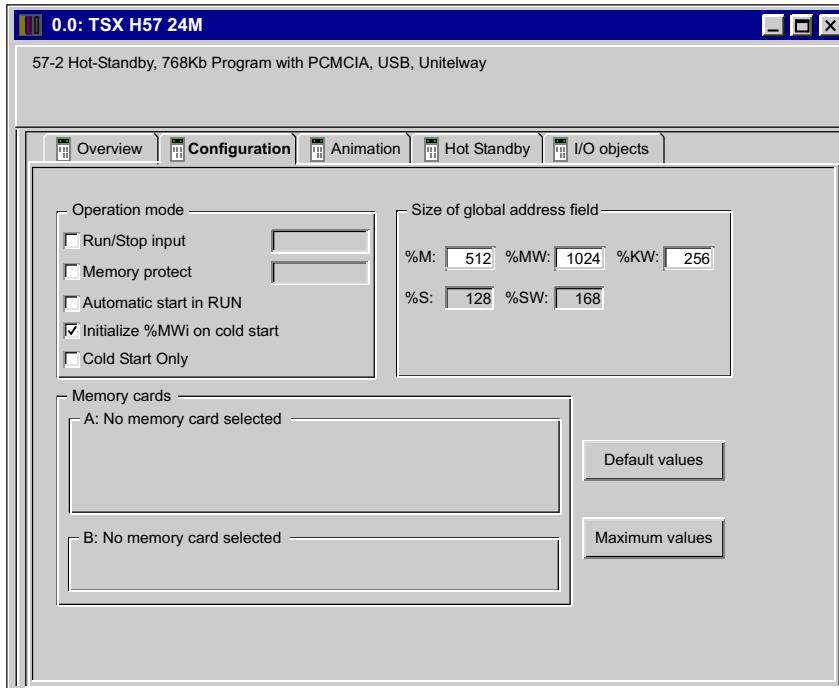 0.0: TSX H57 24M
57-2 Hot-Standby, 768Kb Program with PCMCIA, USB, Unitelway
Overview
Configuration
Animation
Hot Standby
I/O objects
Operation mode
Run/Stop input
Memory protect
Automatic start in RUN
Initialize %MWi on cold start
Cold Start Only
Size of global address field
%M: 512 %MW: 1024 %KW: 256
%S: 128 %SW: 168
Memory cards
A: No memory card selected
B: No memory card selected
Default values
Maximum values